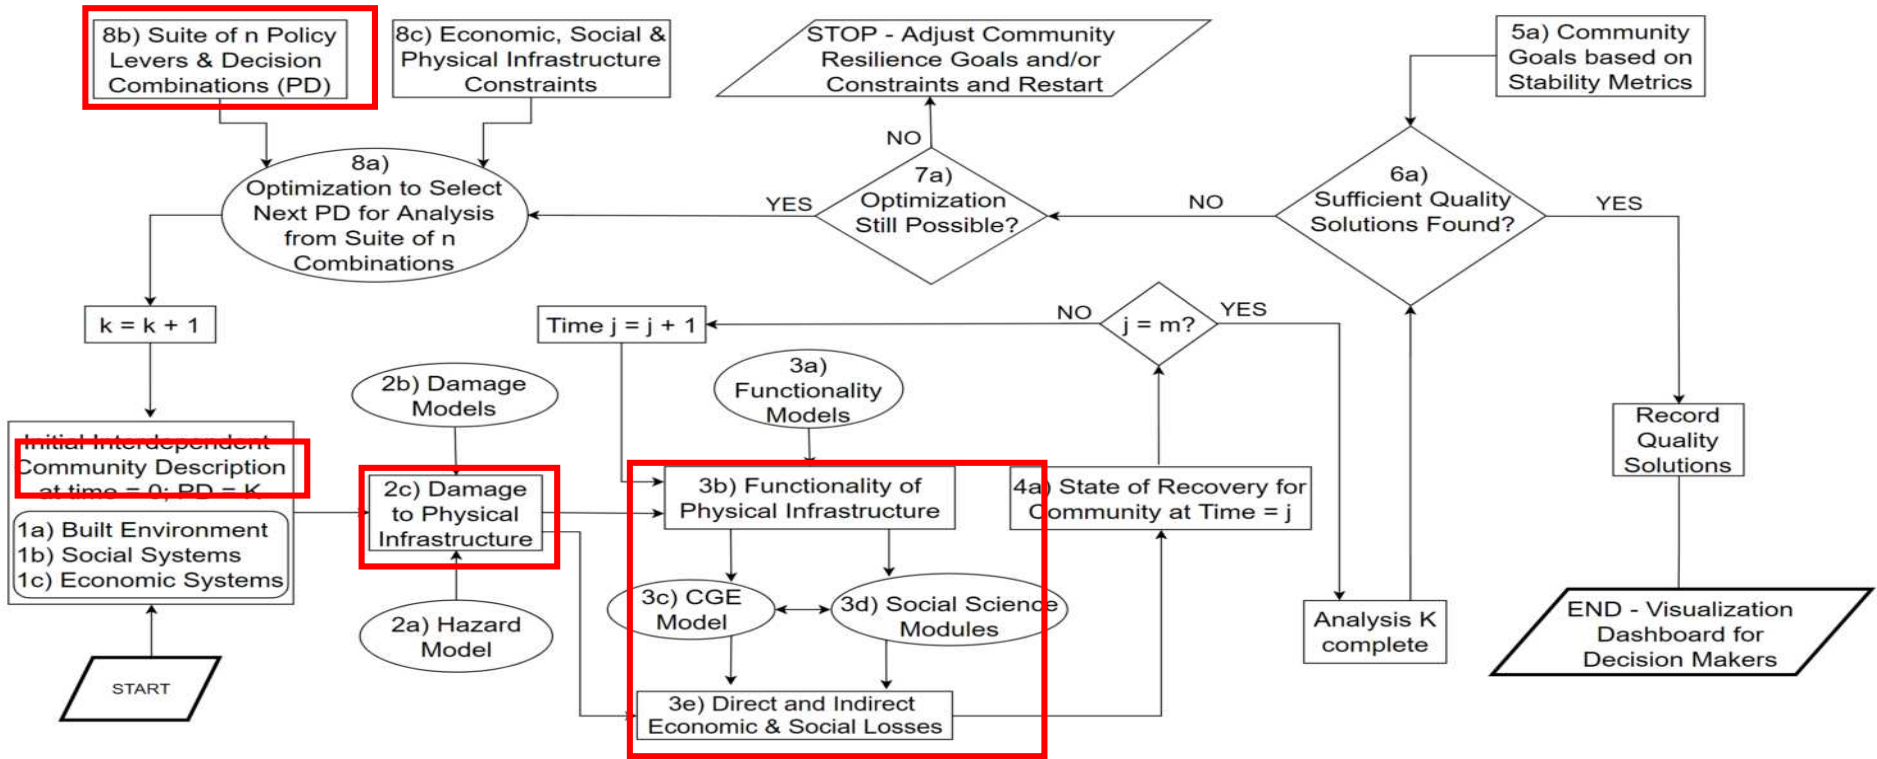 8b) Suite of n Policy
Levers & Decision
Combinations (PD)
8c) Economic, Social &
Physical Infrastructure
Constraints
STOP - Adjust Community
Resilience Goals and/or
Constraints and Restart
5a) Community
Goals based on
Stability Metrics
NO
8a)
Optimization to Select
Next PD for Analysis
from Suite of n
Combinations
YES
7a)
Optimization
Still Possible?
NO
6a)
Sufficient Quality
Solutions Found?
YES
k = k + 1
Time j = j + 1
NO
j = m?
YES
2b) Damage
Models
3a)
Functionality
Models
Record
Quality
Solutions
Initial Interdependent
Community Description
at time = 0; PD = K
1a) Built Environment
1b) Social Systems
1c) Economic Systems
2c) Damage
to Physical
Infrastructure
3b) Functionality of
Physical Infrastructure
4a) State of Recovery for
Community at Time = j
2a) Hazard
Model
3c) CGE
Model
3d) Social Science
Modules
Analysis K
complete
END - Visualization
Dashboard for
Decision Makers
START
3e) Direct and Indirect
Economic & Social Losses